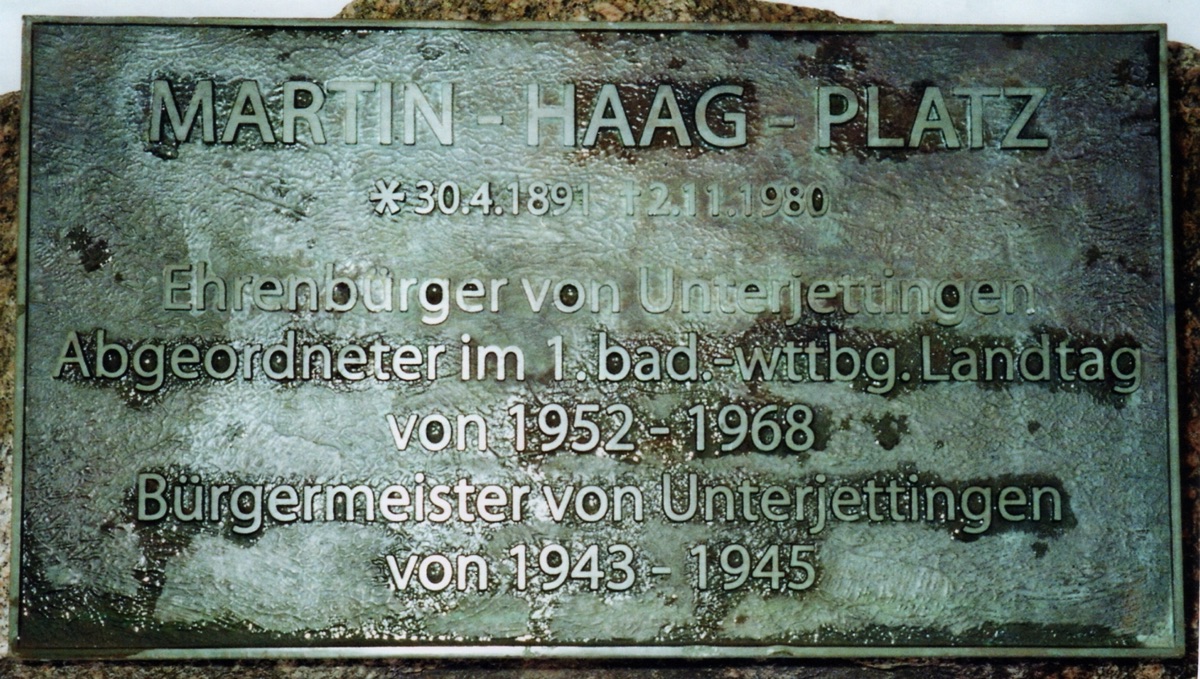 MARTIN - HAAG - PLATZ
*30.4.1891 †2.11.1980
Ehrenbürger von Unterjettingen
Abgeordneter im 1.bad.-wttbg.Landtag
von 1952 - 1968
Bürgermeister von Unterjettingen
von 1943 - 1945